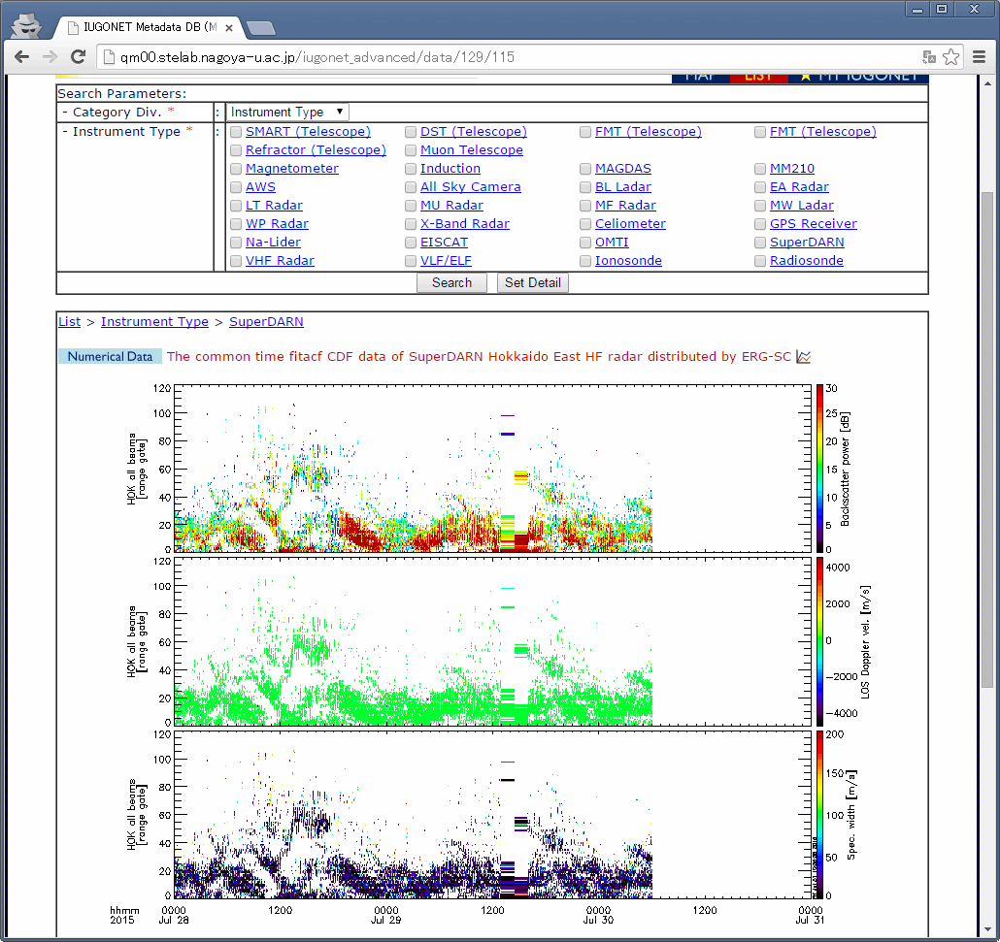 IUGONET Metadata DB (M
qm00.stelab.nagoya-u.ac.jp/iugonet_advanced/data/129/115
MAP LIST ★ MY IUGONET
Search Parameters:
- Category Div. * : Instrument Type
- Instrument Type * : SMART (Telescope) DST (Telescope) FMT (Telescope) FMT (Telescope)
Refractor (Telescope) Muon Telescope
Magnetometer Induction MAGDAS MM210
AWS All Sky Camera BL Ladar EA Radar
LT Radar MU Radar MF Radar MW Ladar
WP Radar X-Band Radar Celiometer GPS Receiver
Na-Lider EISCAT OMTI SuperDARN
VHF Radar VLF/ELF Ionosonde Radiosonde
Search Set Detail
List > Instrument Type > SuperDARN
Numerical Data The common time fitacf CDF data of SuperDARN Hokkaido East HF radar distributed by ERG-SC
120
100
80
60
40
20
0
HOK all beams
[range gate]
30
25
20
15
10
5
0
Backscatter power [dB]
120
100
80
60
40
20
0
HOK all beams
[range gate]
4000
2000
0
-2000
-4000
LOS Doppler vel. [m/s]
120
100
80
60
40
20
0
HOK all beams
[range gate]
200
150
100
50
0
Spec. width [m/s]
hhmm 0000 1200 0000 1200 0000 1200 0000
2015 Jul 28 Jul 29 Jul 30 Jul 31